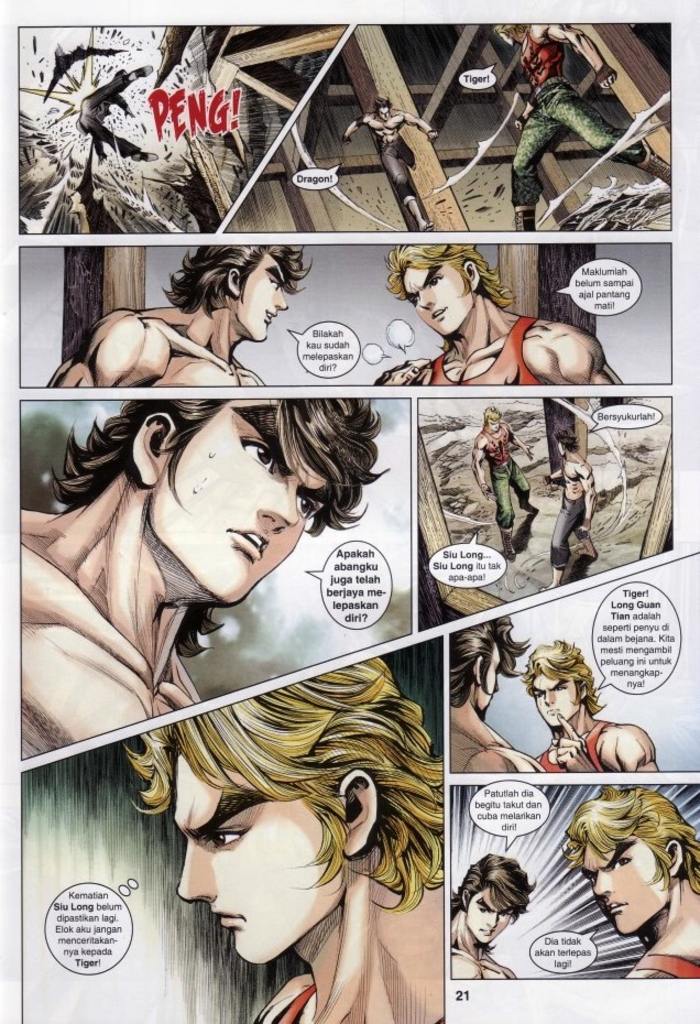 PENG!
Tiger!
Dragon!
Maklumlah
belum sampai
ajal pantang
mati!
Bilakah
kau sudah
melepaskan
diri?
Apakah
abangku
juga telah
berjaya me-
lepaskan
diri?
Bersyukurlah!
Siu Long...
Siu Long itu tak
apa-apa!
Tiger!
Long Guan
Tian adalah
seperti penyu di
dalam bejana. Kita
mesti mengambil
peluang ini untuk
menangkap-
nya!
Kematian
Siu Long belum
dipastikan lagi.
Elok aku jangan
menceritakan-
nya kepada
Tiger!
Patutlah dia
begitu takut dan
cuba melarikan
diri!
Dia tidak
akan terlepas
lagi!
21